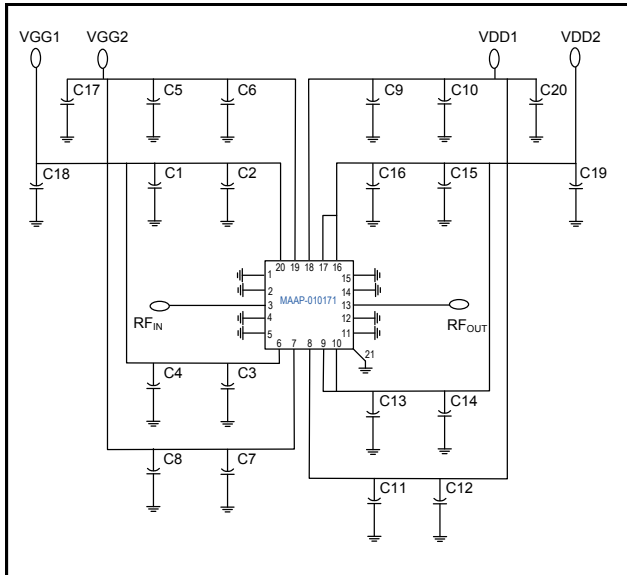 VGG1 VGG2 VDD1 VDD2
C17 C5 C6 C9 C10 C20
C18 C1 C2 C16 C15 C19
20 19 18 17 16
1 15
2 MAAP-010171 14
RFIN 3 13 RFOUT
4 12
5 11
6 7 8 9 10 21
C4 C3 C13 C14
C8 C7 C11 C12